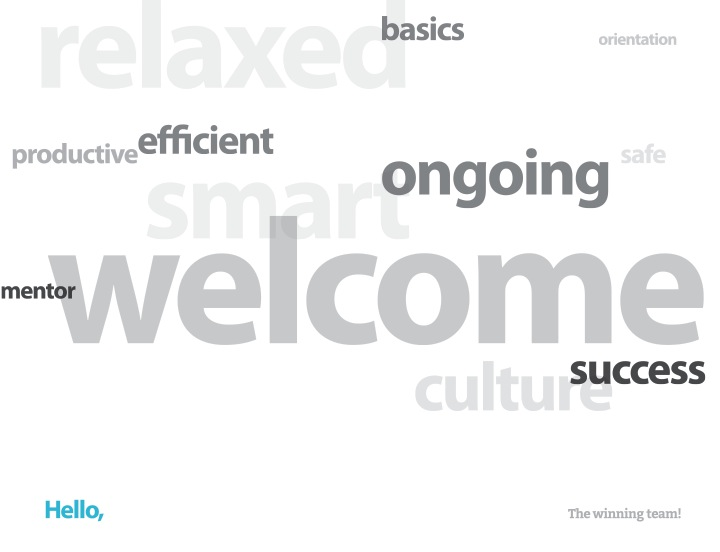 relaxed
basics
orientation
productive
efficient
ongoing
safe
smart
welcome
mentor
success
culture
Hello,
The winning team!